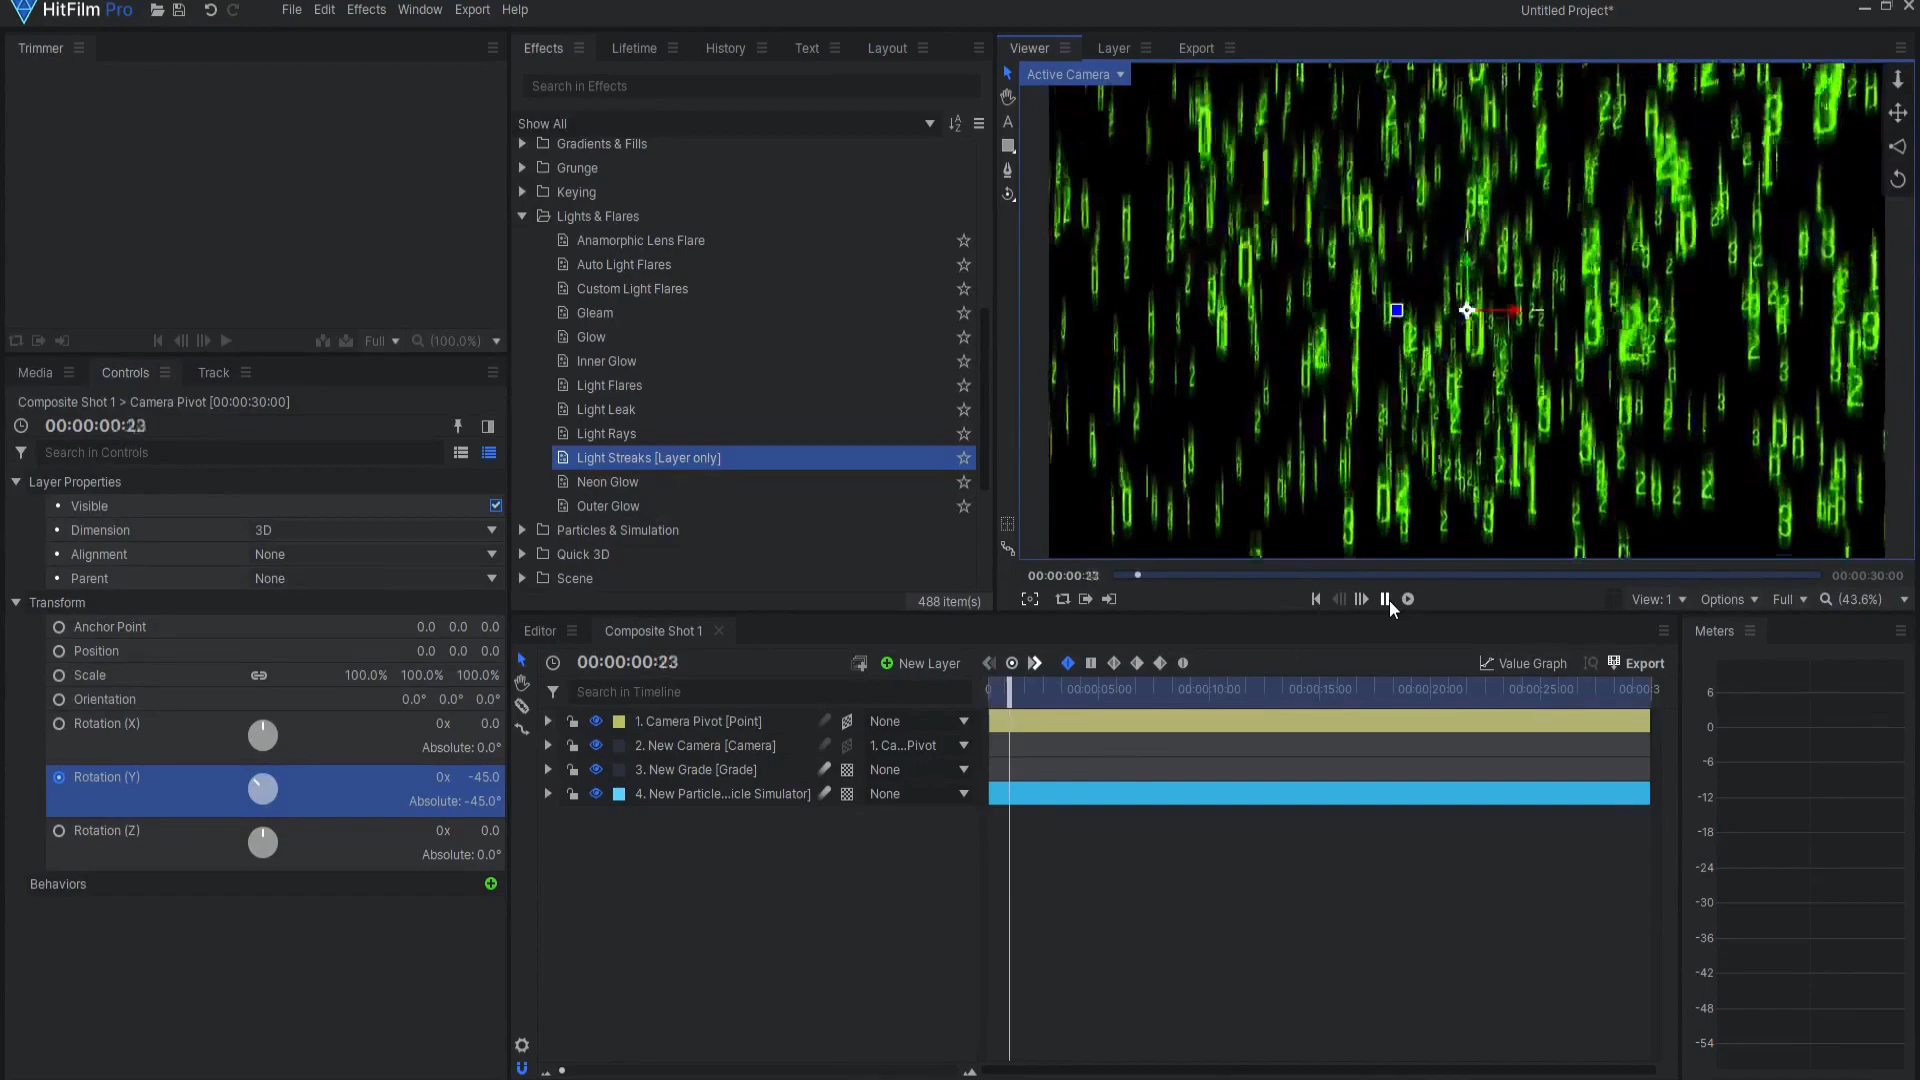 HitFilm Pro
File Edit Effects Window Export Help
Untitled Project*
Trimmer
Full (100.0%)
Media Controls Track
Composite Shot 1 > Camera Pivot [00:00:30:00]
Search in Controls
Layer Properties
Visible
Dimension 3D
Alignment None
Parent None
Transform
Anchor Point 0.0 0.0 0.0
Position 0.0 0.0 0.0
Scale 100.0% 100.0% 100.0%
Orientation 0.0° 0.0° 0.0°
Rotation (X) 0x 0.0
Absolute: 0.0°
Rotation (Y) 0x -45.0
Absolute: -45.0°
Rotation (Z) 0x 0.0
Absolute: 0.0°
Behaviors
Effects Lifetime History Text Layout
Search in Effects
Show All
Gradients & Fills
Grunge
Keying
Lights & Flares
Anamorphic Lens Flare
Auto Light Flares
Custom Light Flares
Gleam
Glow
Inner Glow
Light Flares
Light Leak
Light Rays
Light Streaks [Layer only]
Neon Glow
Outer Glow
Particles & Simulation
Quick 3D
Scene
488 item(s)
Viewer Layer Export
Active Camera
A
00:00:30:00
View: 1 Options Full (43.6%)
Editor Composite Shot 1
00:00:00:23 New Layer Value Graph Export
Search in Timeline
0 00:00:05:00 00:00:10:00 00:00:15:00 00:00:20:00 00:00:25:00 00:00:3
1. Camera Pivot [Point] None
2. New Camera [Camera] 1. Ca...Pivot
3. New Grade [Grade] None
4. New Particle...icle Simulator] None
Meters
6
0
-6
-12
-18
-24
-30
-36
-42
-48
-54